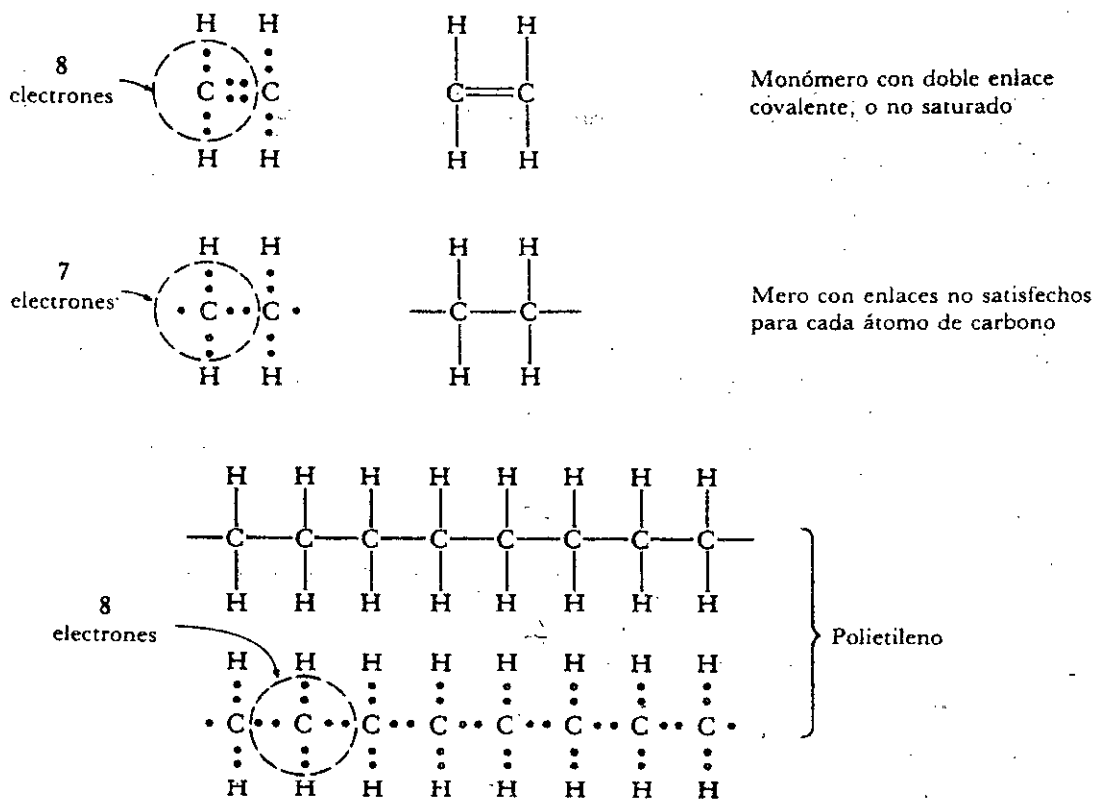 H H
8
electrones
C C
H H
H H
C C
H H
Monómero con doble enlace
covalente, o no saturado
H H
7
electrones
C C
H H
H H
C C
H H
Mero con enlaces no satisfechos
para cada átomo de carbono
H H H H H H H H
C C C C C C C C
H H H H H H H H
8
electrones
H H H H H H H H
C C C C C C C C
H H H H H H H H
Polietileno